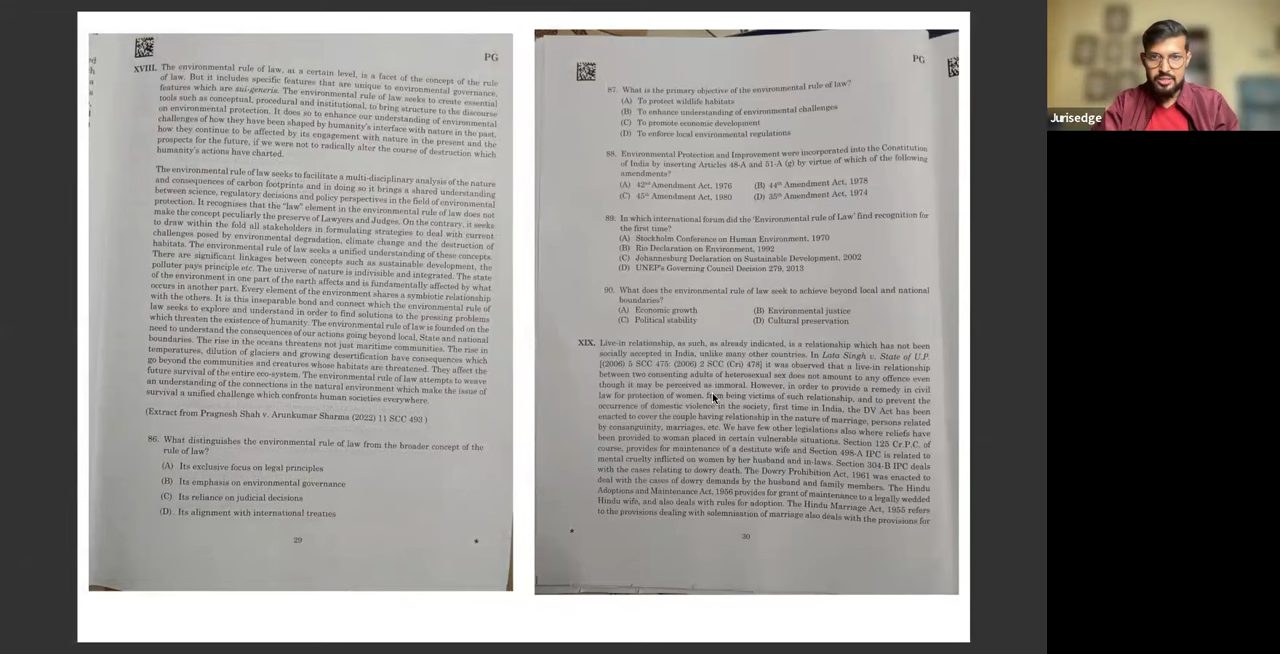 PG
XVIII. The environmental rule of law, at a certain level, is a facet of the concept of the rule
of law. But it includes specific features that are unique to environmental governance,
features which are sui-generis. The environmental rule of law seeks to create essential
tools such as conceptual, procedural and institutional, to bring structure to the discourse
on environmental protection. It does so to enhance our understanding of environmental
challenges of how they have been shaped by humanity's interface with nature in the past,
how they continue to be affected by its engagement with nature in the present and the
prospects for the future, if we were not to radically alter the course of destruction which
humanity's actions have charted.
The environmental rule of law seeks to facilitate a multi-disciplinary analysis of the nature
and consequences of carbon footprints and in doing so it brings a shared understanding
between science, regulatory decisions and policy perspectives in the field of environmental
protection. It recognises that the "law" element in the environmental rule of law does not
make the concept peculiarly the preserve of Lawyers and Judges. On the contrary, it seeks
to draw within the fold all stakeholders in formulating strategies to deal with current
challenges posed by environmental degradation, climate change and the destruction of
habitats. The environmental rule of law seeks a unified understanding of these concepts.
There are significant linkages between concepts such as sustainable development, the
polluter pays principle etc. The universe of nature is indivisible and integrated. The state
of the environment in one part of the earth affects and is fundamentally affected by what
occurs in another part. Every element of the environment shares a symbiotic relationship
with the others. It is this inseparable bond and connect which the environmental rule of
law seeks to explore and understand in order to find solutions to the pressing problems
which threaten the existence of humanity. The environmental rule of law is founded on the
need to understand the consequences of our actions going beyond local, State and national
boundaries. The rise in the oceans threatens not just maritime communities. The rise in
temperatures, dilution of glaciers and growing desertification have consequences which
go beyond the communities and creatures whose habitats are threatened. They affect the
future survival of the entire eco-system. The environmental rule of law attempts to weave
an understanding of the connections in the natural environment which make the issue of
survival a unified challenge which confronts human societies everywhere.
(Extract from Pragnesh Shah v. Arunkumar Sharma (2022) 11 SCC 493 )
86. What distinguishes the environmental rule of law from the broader concept of the
rule of law?
(A) Its exclusive focus on legal principles
(B) Its emphasis on environmental governance
(C) Its reliance on judicial decisions
(D). Its alignment with international treaties
29
PG
87. What is the primary objective of the environmental rule of law?
(A) To protect wildlife habitats
(B) To enhance understanding of environmental challenges
(C) To promote economic development
(D) To enforce local environmental regulations
88. Environmental Protection and Improvement were incorporated into the Constitution
of India by inserting Articles 48-A and 51-A (g) by virtue of which of the following
amendments?
(A) 42nd Amendment Act, 1976 (B) 44th Amendment Act, 1978
(C) 45th Amendment Act, 1980 (D) 35th Amendment Act, 1974
89. In which international forum did the 'Environmental rule of Law' find recognition for
the first time?
(A) Stockholm Conference on Human Environment, 1970
(B) Rio Declaration on Environment, 1992
(C) Johannesburg Declaration on Sustainable Development, 2002
(D) UNEP's Governing Council Decision 279, 2013
90. What does the environmental rule of law seek to achieve beyond local and national
boundaries?
(A) Economic growth (B) Environmental justice
(C) Political stability (D) Cultural preservation
XIX. Live-in relationship, as such, as already indicated, is a relationship which has not been
socially accepted in India, unlike many other countries. In Lata Singh v. State of U.P.
[(2006) 5 SCC 475: (2006) 2 SCC (Cri) 478] it was observed that a live-in relationship
between two consenting adults of heterosexual sex does not amount to any offence even
though it may be perceived as immoral. However, in order to provide a remedy in civil
law for protection of women, from being victims of such relationship, and to prevent the
occurrence of domestic violence in the society, first time in India, the DV Act has been
enacted to cover the couple having relationship in the nature of marriage, persons related
by consanguinity, marriages, etc. We have few other legislations also where reliefs have
been provided to woman placed in certain vulnerable situations. Section 125 Cr.P.C. of
course, provides for maintenance of a destitute wife and Section 498-A IPC is related to
mental cruelty inflicted on women by her husband and in-laws. Section 304-B IPC deals
with the cases relating to dowry death. The Dowry Prohibition Act, 1961 was enacted to
deal with the cases of dowry demands by the husband and family members. The Hindu
Adoptions and Maintenance Act, 1956 provides for grant of maintenance to a legally wedded
Hindu wife, and also deals with rules for adoption. The Hindu Marriage Act, 1955 refers
to the provisions dealing with solemnisation of marriage also deals with the provisions for
30
Jurisedge